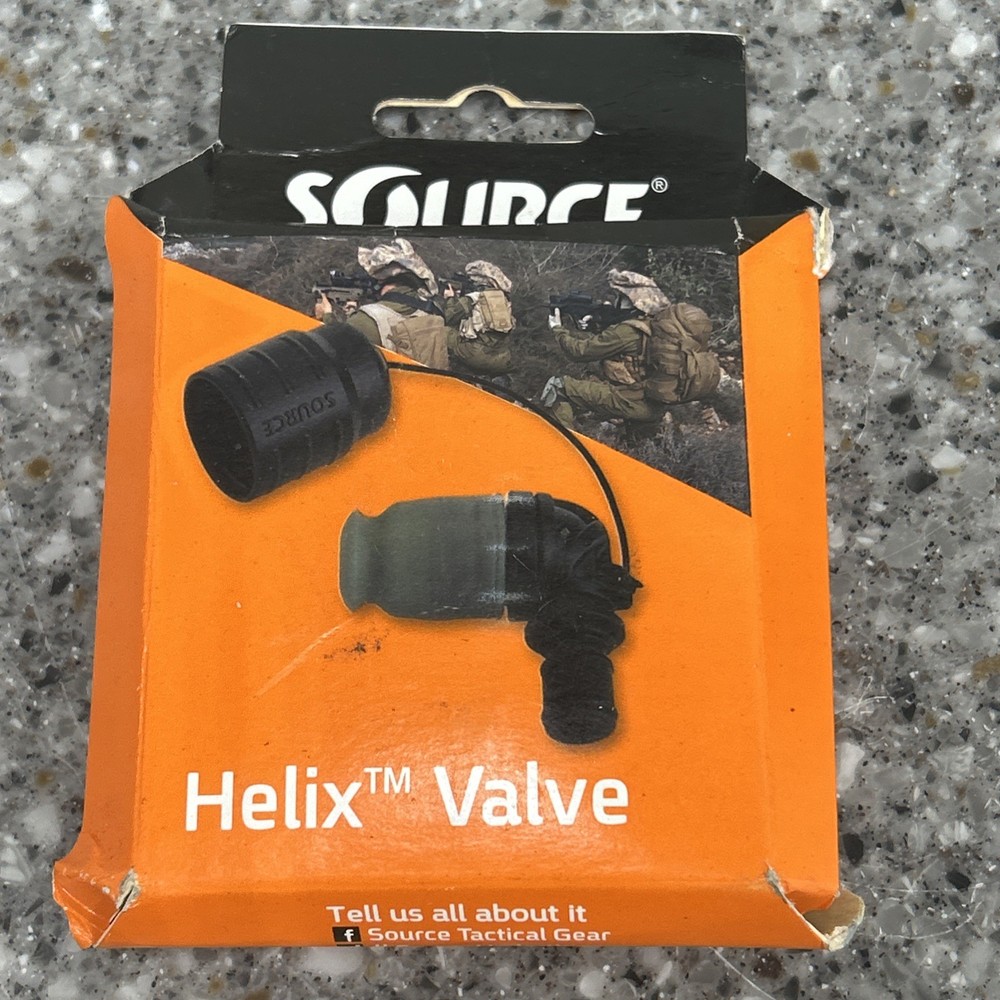 SOURCE®
SOURCE
Helix™ Valve
Tell us all about it
f Source Tactical Gear